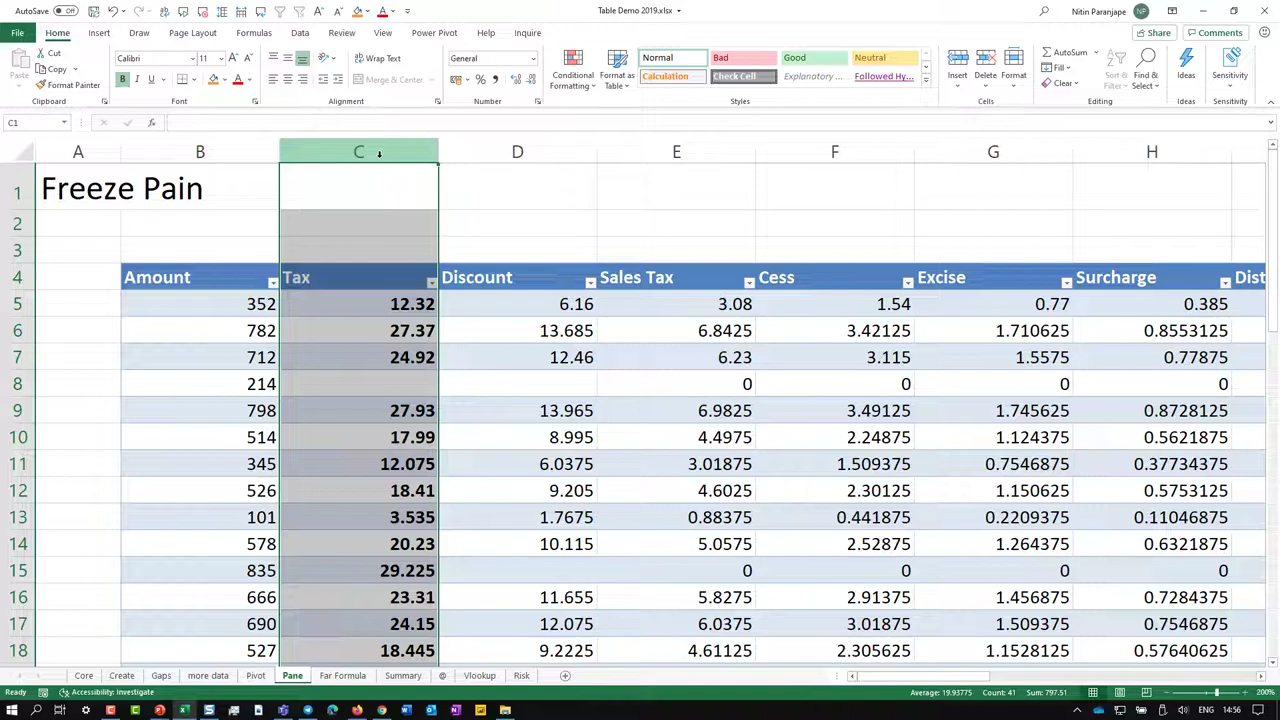 AutoSave Off
Table Demo 2019.xlsx
Nitin Paranjape NP
File Home Insert Draw Page Layout Formulas Data Review View Power Pivot Help Inquire Share Comments
Paste Cut Copy Format Painter Clipboard
Calibri 11 B I U A A Font
Wrap Text Merge & Center Alignment
General $ % Number
Conditional Formatting Format as Table
Normal Bad Good Neutral
Calculation Check Cell Explanatory ... Followed Hy...
Styles
Insert Delete Format Cells
AutoSum Fill Clear Sort & Filter Find & Select Editing
Ideas Ideas
Sensitivity Sensitivity
C1 fx
A B C D E F G H
1 Freeze Pain
2
3
4 Amount Tax Discount Sales Tax Cess Excise Surcharge Dist
5 352 12.32 6.16 3.08 1.54 0.77 0.385
6 782 27.37 13.685 6.8425 3.42125 1.710625 0.8553125
7 712 24.92 12.46 6.23 3.115 1.5575 0.77875
8 214 0 0 0 0
9 798 27.93 13.965 6.9825 3.49125 1.745625 0.8728125
10 514 17.99 8.995 4.4975 2.24875 1.124375 0.5621875
11 345 12.075 6.0375 3.01875 1.509375 0.7546875 0.37734375
12 526 18.41 9.205 4.6025 2.30125 1.150625 0.5753125
13 101 3.535 1.7675 0.88375 0.441875 0.2209375 0.11046875
14 578 20.23 10.115 5.0575 2.52875 1.264375 0.6321875
15 835 29.225 0 0 0 0
16 666 23.31 11.655 5.8275 2.91375 1.456875 0.7284375
17 690 24.15 12.075 6.0375 3.01875 1.509375 0.7546875
18 527 18.445 9.2225 4.61125 2.305625 1.1528125 0.57640625
Core Create Gaps more data Pivot Pane Far Formula Summary @ Vlookup Risk
Ready Accessibility: Investigate Average: 19.93775 Count: 41 Sum: 797.51 200%
ENG 14:56